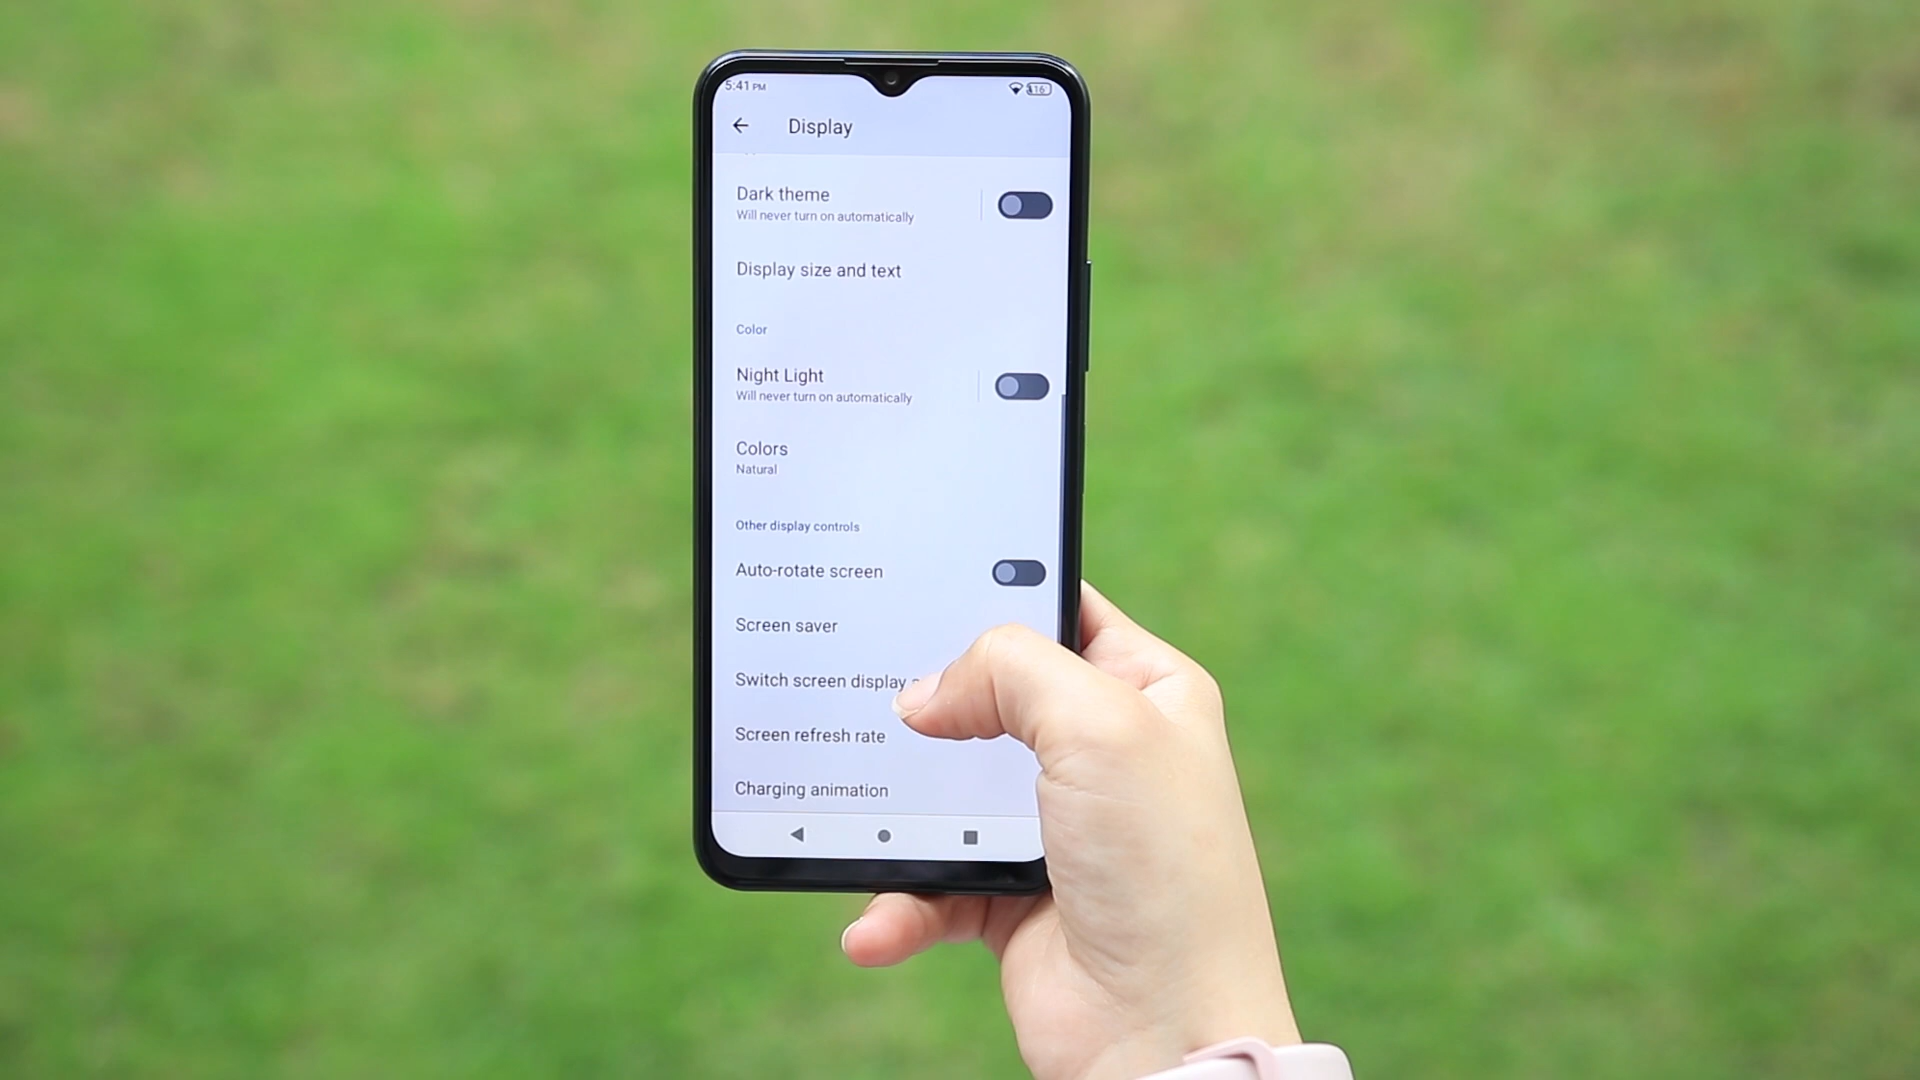 5:41 PM
16
Display
Dark theme
Will never turn on automatically
Display size and text
Color
Night Light
Will never turn on automatically
Colors
Natural
Other display controls
Auto-rotate screen
Screen saver
Switch screen display
Screen refresh rate
Charging animation